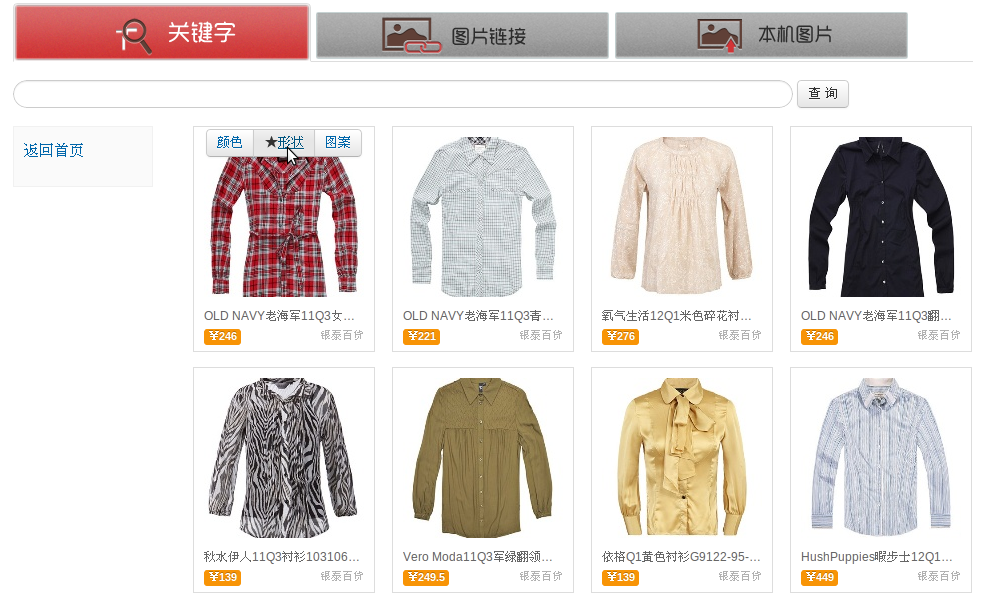 关键字
图片链接
本机图片
查 询
返回首页
颜色
★形状
图案
OLD NAVY老海军11Q3女...
¥246
银泰百货
OLD NAVY老海军11Q3青...
¥221
银泰百货
氧气生活12Q1米色碎花衬...
¥276
银泰百货
OLD NAVY老海军11Q3翻...
¥246
银泰百货
秋水伊人11Q3衬衫103106...
¥139
银泰百货
Vero Moda11Q3军绿翻领...
¥249.5
银泰百货
依格Q1黄色衬衫G9122-95-...
¥139
银泰百货
HushPuppies暇步士12Q1...
¥449
银泰百货